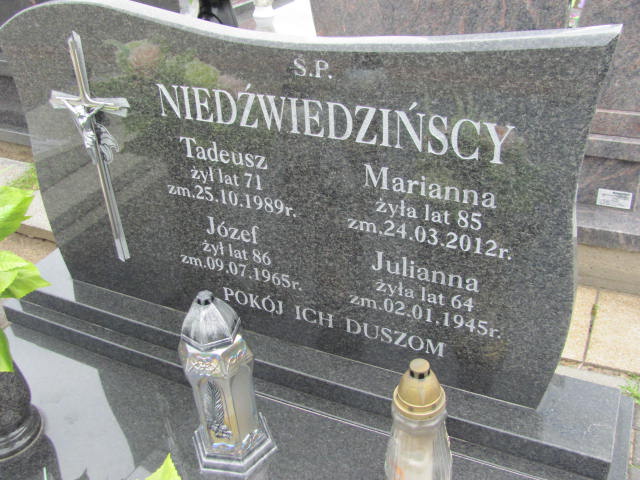 Ś.P.
NIEDŹWIEDZIŃSCY
Tadeusz
żył lat 71
zm.25.10.1989r.
Marianna
żyła lat 85
zm.24.03.2012r.
Józef
żył lat 86
zm.09.07.1965r.
Julianna
żyła lat 64
zm.02.01.1945r.
POKÓJ ICH DUSZOM